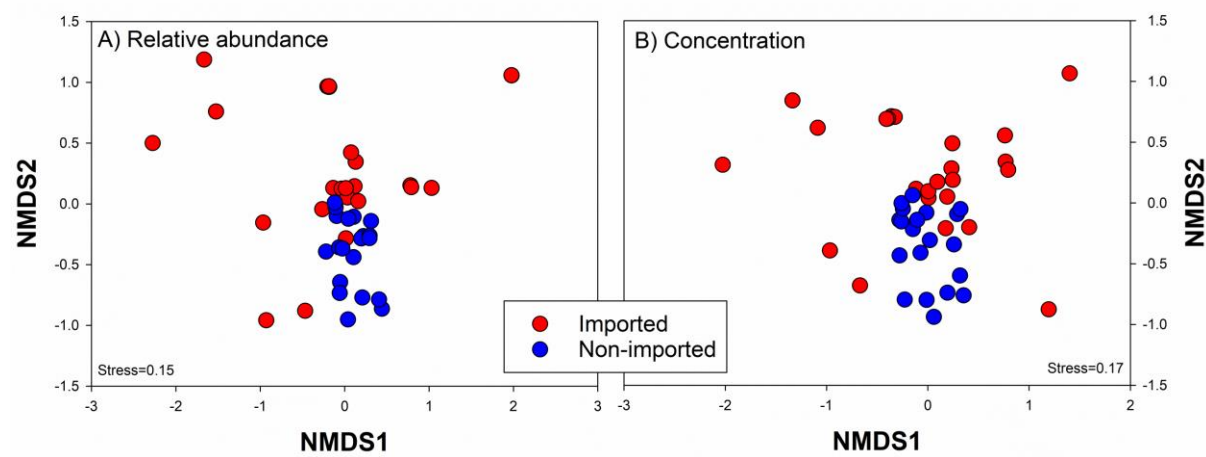 A) Relative abundance
1.5
1.0
0.5
0.0
-0.5
-1.0
-1.5
NMDS2
Stress=0.15
-3
-2
-1
0
1
2
3
NMDS1
Imported
Non-imported
B) Concentration
Stress=0.17
-3
-2
-1
0
1
2
NMDS1
1.5
1.0
0.5
0.0
-0.5
-1.0
-1.5
NMDS2